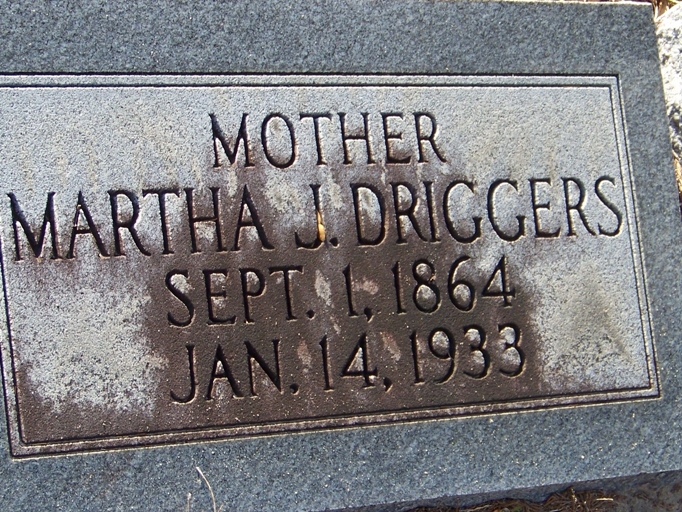 MOTHER
MARTHA J. DRIGGERS
SEPT. 1, 1864
JAN. 14, 1933